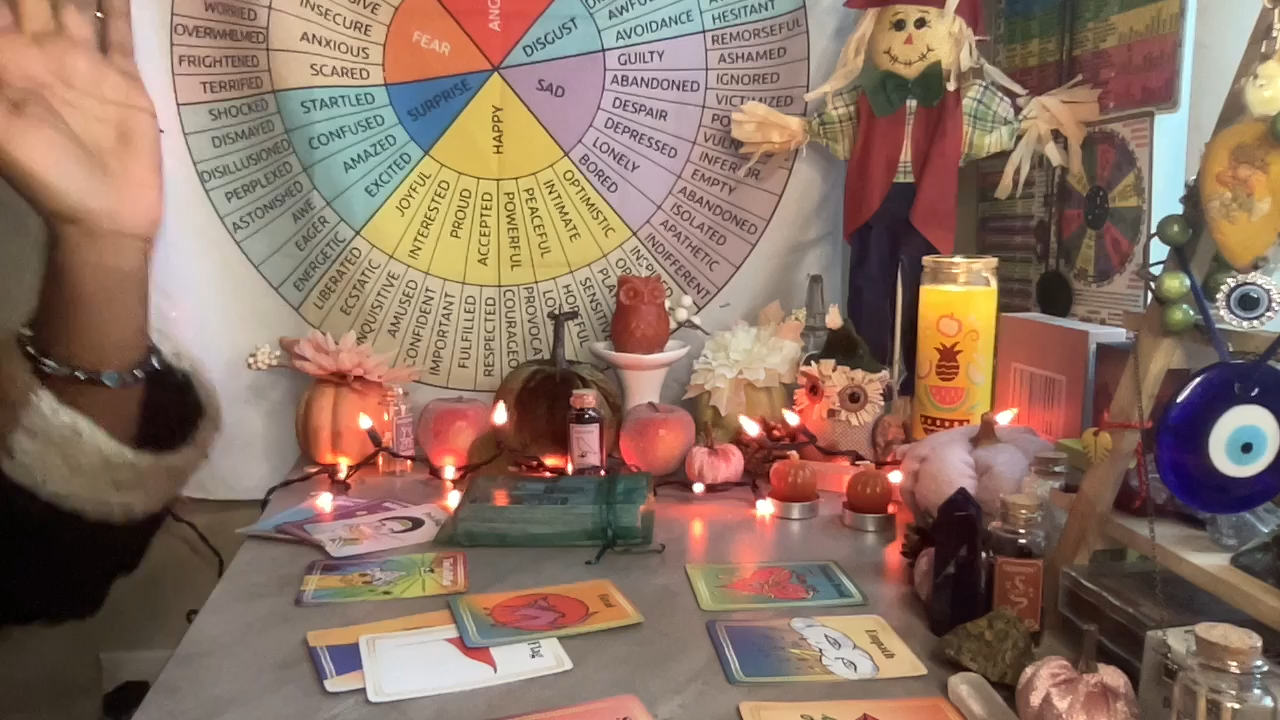 WORRIED
OVERWHELMED
FRIGHTENED
TERRIFIED
SHOCKED
DISMAYED
DISILLUSIONED
PERPLEXED
ASTONISHED
AWE
EAGER
ENERGETIC
LIBERATED
ECSTATIC
AMUSED
CONFIDENT
IMPORTANT
FULFILLED
RESPECTED
INSECURE
ANXIOUS
SCARED
STARTLED
CONFUSED
AMAZED
EXCITED
JOYFUL
INTERESTED
PROUD
ACCEPTED
POWERFUL
PEACEFUL
INTIMATE
OPTIMISTIC
FEAR
SURPRISE
HAPPY
SAD
DISGUST
AVOIDANCE
GUILTY
ABANDONED
DESPAIR
DEPRESSED
LONELY
BORED
HESITANT
REMORSEFUL
ASHAMED
IGNORED
EMPTY
ABANDONED
ISOLATED
APATHETIC
INDIFFERENT
Flag
Empath